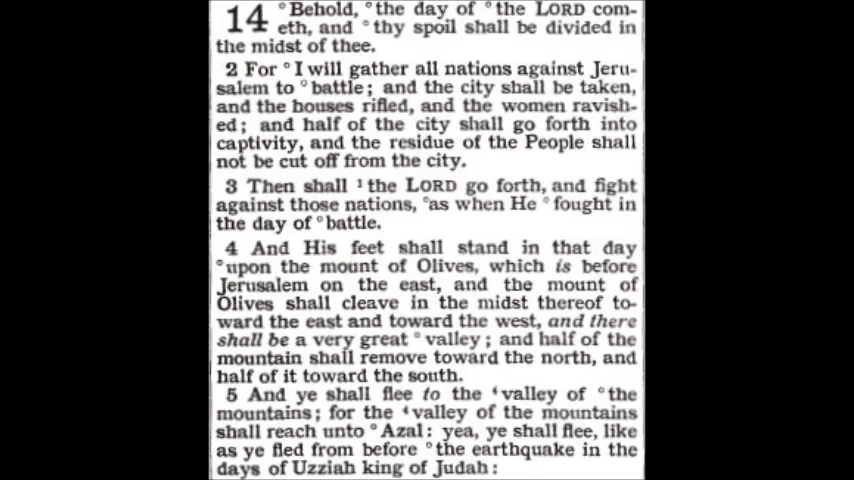 14 °Behold, °the day of °the LORD com-
eth, and °thy spoil shall be divided in
the midst of thee.
2 For °I will gather all nations against Jeru-
salem to °battle; and the city shall be taken,
and the houses rifled, and the women ravish-
ed; and half of the city shall go forth into
captivity, and the residue of the People shall
not be cut off from the city.
3 Then shall ¹the LORD go forth, and fight
against those nations, °as when He °fought in
the day of °battle.
4 And His feet shall stand in that day
°upon the mount of Olives, which is before
Jerusalem on the east, and the mount of
Olives shall cleave in the midst thereof to-
ward the east and toward the west, and there
shall be a very great °valley; and half of the
mountain shall remove toward the north, and
half of it toward the south.
5 And ye shall flee to the ⁴valley of °the
mountains; for the ⁴valley of the mountains
shall reach unto °Azal: yea, ye shall flee, like
as ye fled from before °the earthquake in the
days of Uzziah king of Judah: